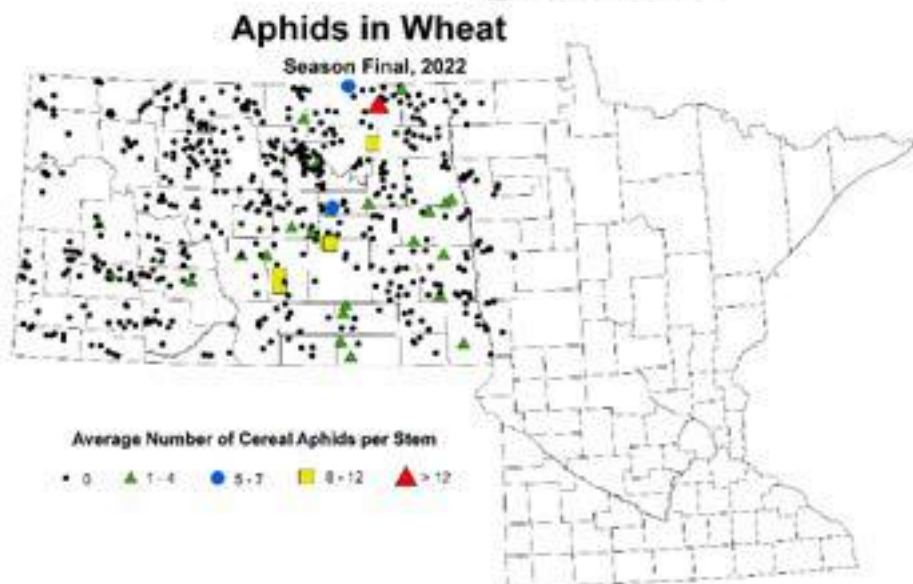 Aphids in Wheat
Season Final, 2022
Average Number of Cereal Aphids per Stem
0 1 - 4 5 - 7 8 - 12 > 12